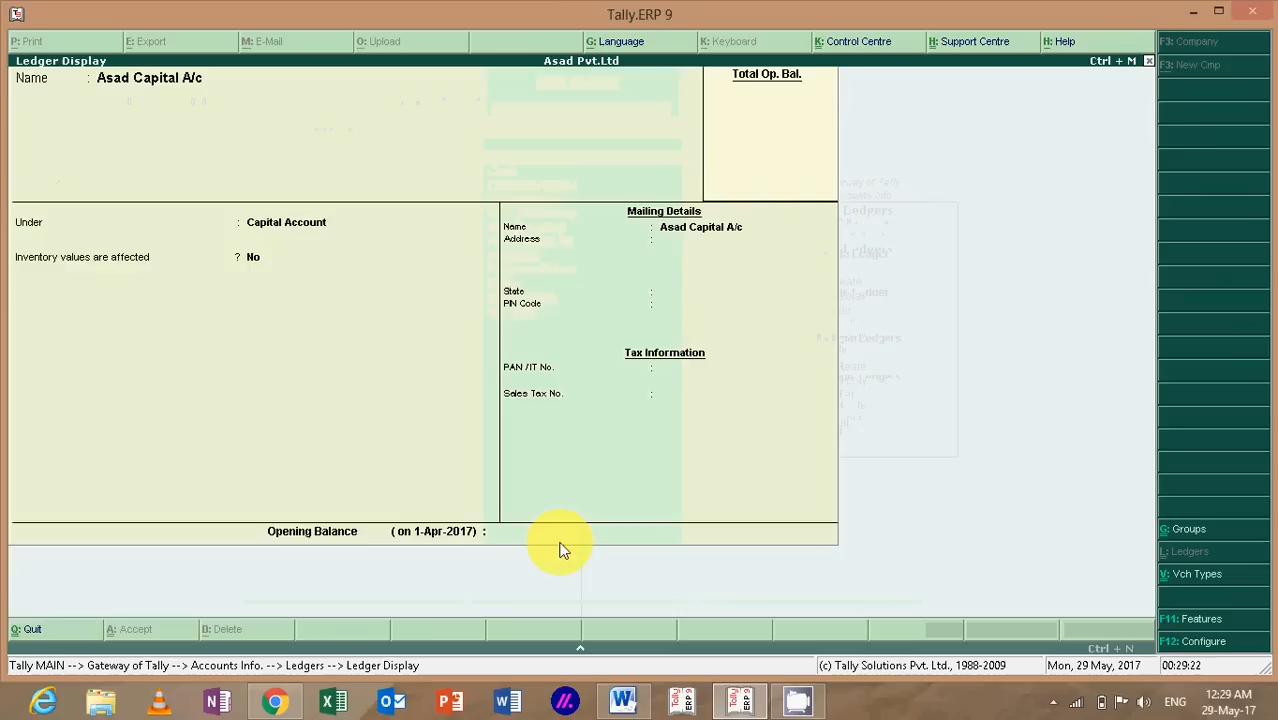 Tally.ERP 9
P: Print E: Export M: E-Mail O: Upload G: Language K: Keyboard K: Control Centre H: Support Centre H: Help F3: Company
Ledger Display Asad Pvt.Ltd Ctrl + M
F3: New Cmp
Name : Asad Capital A/c
Total Op. Bal.
Under : Capital Account
Inventory values are affected ? No
Mailing Details
Name : Asad Capital A/c
Address :
State :
PIN Code :
Tax Information
PAN /IT No. :
Sales Tax No. :
Ledgers
Opening Balance ( on 1-Apr-2017) :
G: Groups
L: Ledgers
V: Vch Types
F11: Features
F12: Configure
Q: Quit A: Accept D: Delete
Ctrl + N
Tally MAIN --> Gateway of Tally --> Accounts Info. --> Ledgers --> Ledger Display (c) Tally Solutions Pvt. Ltd., 1988-2009 Mon, 29 May, 2017 00:29:22
ENG
12:29 AM
29-May-17